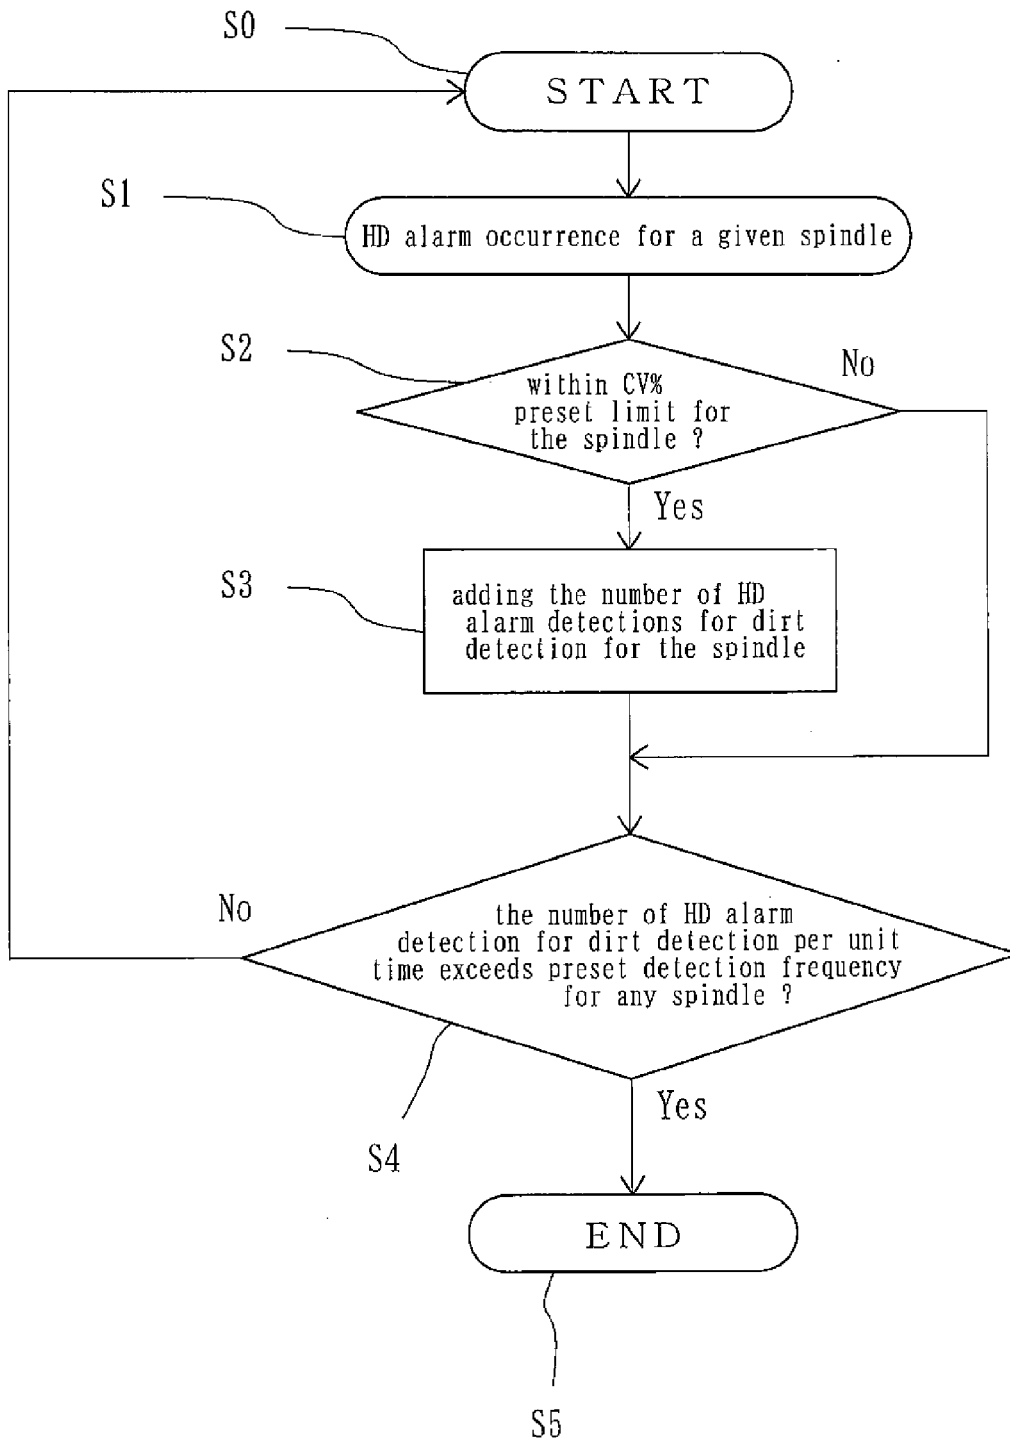 S0
START
S1
HD alarm occurrence for a given spindle
S2
No
within CV%
preset limit for
the spindle ?
Yes
S3
adding the number of HD
alarm detections for dirt
detection for the spindle
No
the number of HD alarm
detection for dirt detection per unit
time exceeds preset detection frequency
for any spindle ?
Yes
S4
END
S5